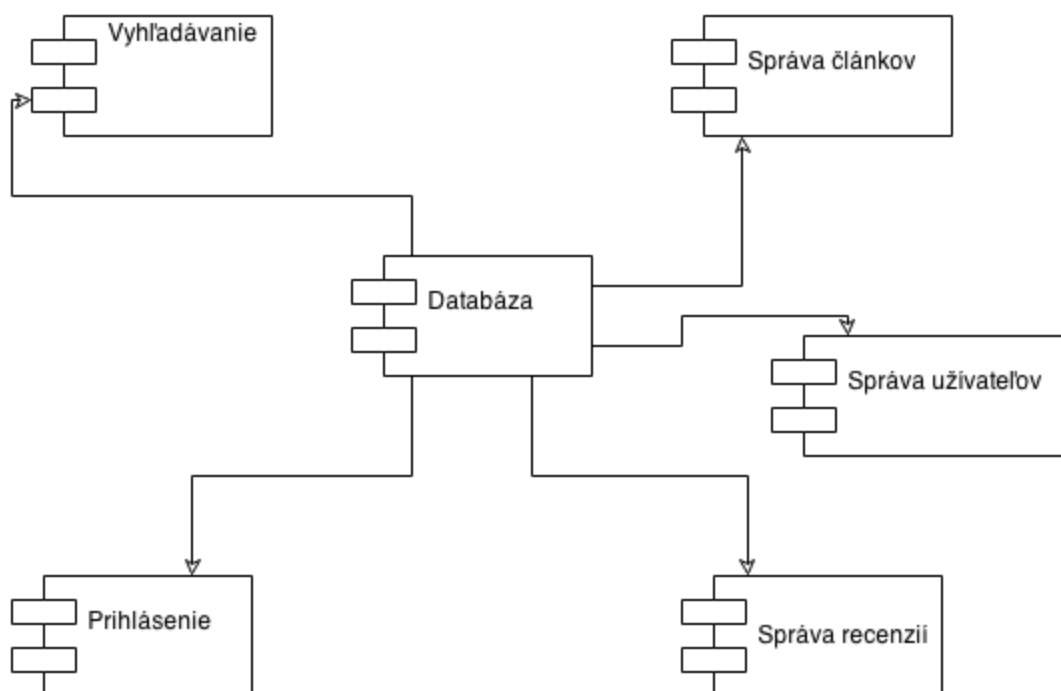 Vyhľadávanie
Správa článkov
Databáza
Správa užívateľov
Prihlásenie
Správa recenzií